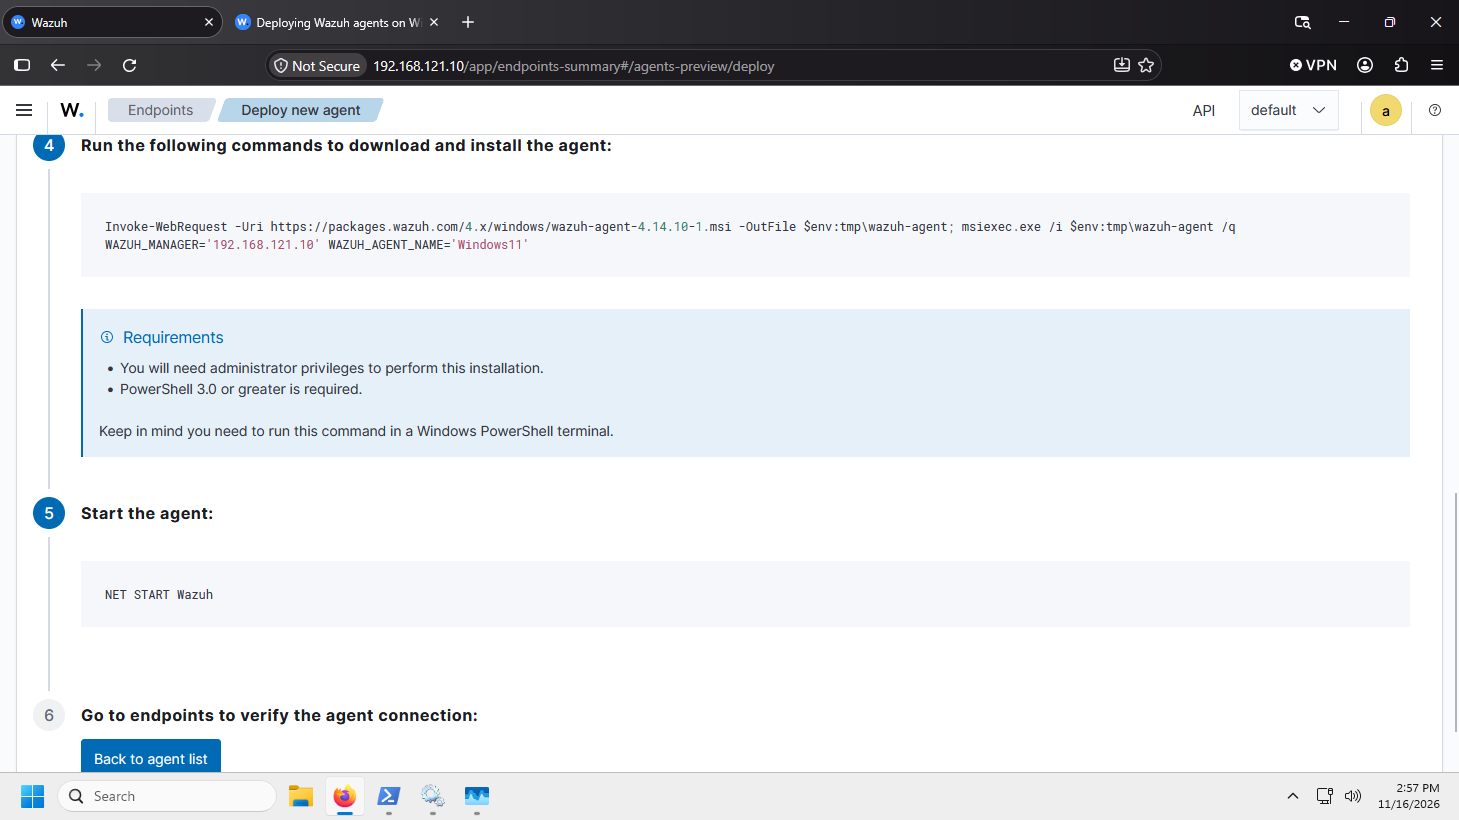 Wazuh
Deploying Wazuh agents on Wi
Not Secure
192.168.121.10/app/endpoints-summary#/agents-preview/deploy
VPN
W.
Endpoints
Deploy new agent
API
default
a
4
Run the following commands to download and install the agent:
Invoke-WebRequest -Uri https://packages.wazuh.com/4.x/windows/wazuh-agent-4.14.10-1.msi -OutFile $env:tmp\wazuh-agent; msiexec.exe /i $env:tmp\wazuh-agent /q
WAZUH_MANAGER='192.168.121.10' WAZUH_AGENT_NAME='Windows11'
Requirements
• You will need administrator privileges to perform this installation.
• PowerShell 3.0 or greater is required.
Keep in mind you need to run this command in a Windows PowerShell terminal.
5
Start the agent:
NET START Wazuh
6
Go to endpoints to verify the agent connection:
Back to agent list
Search
2:57 PM
11/16/2026